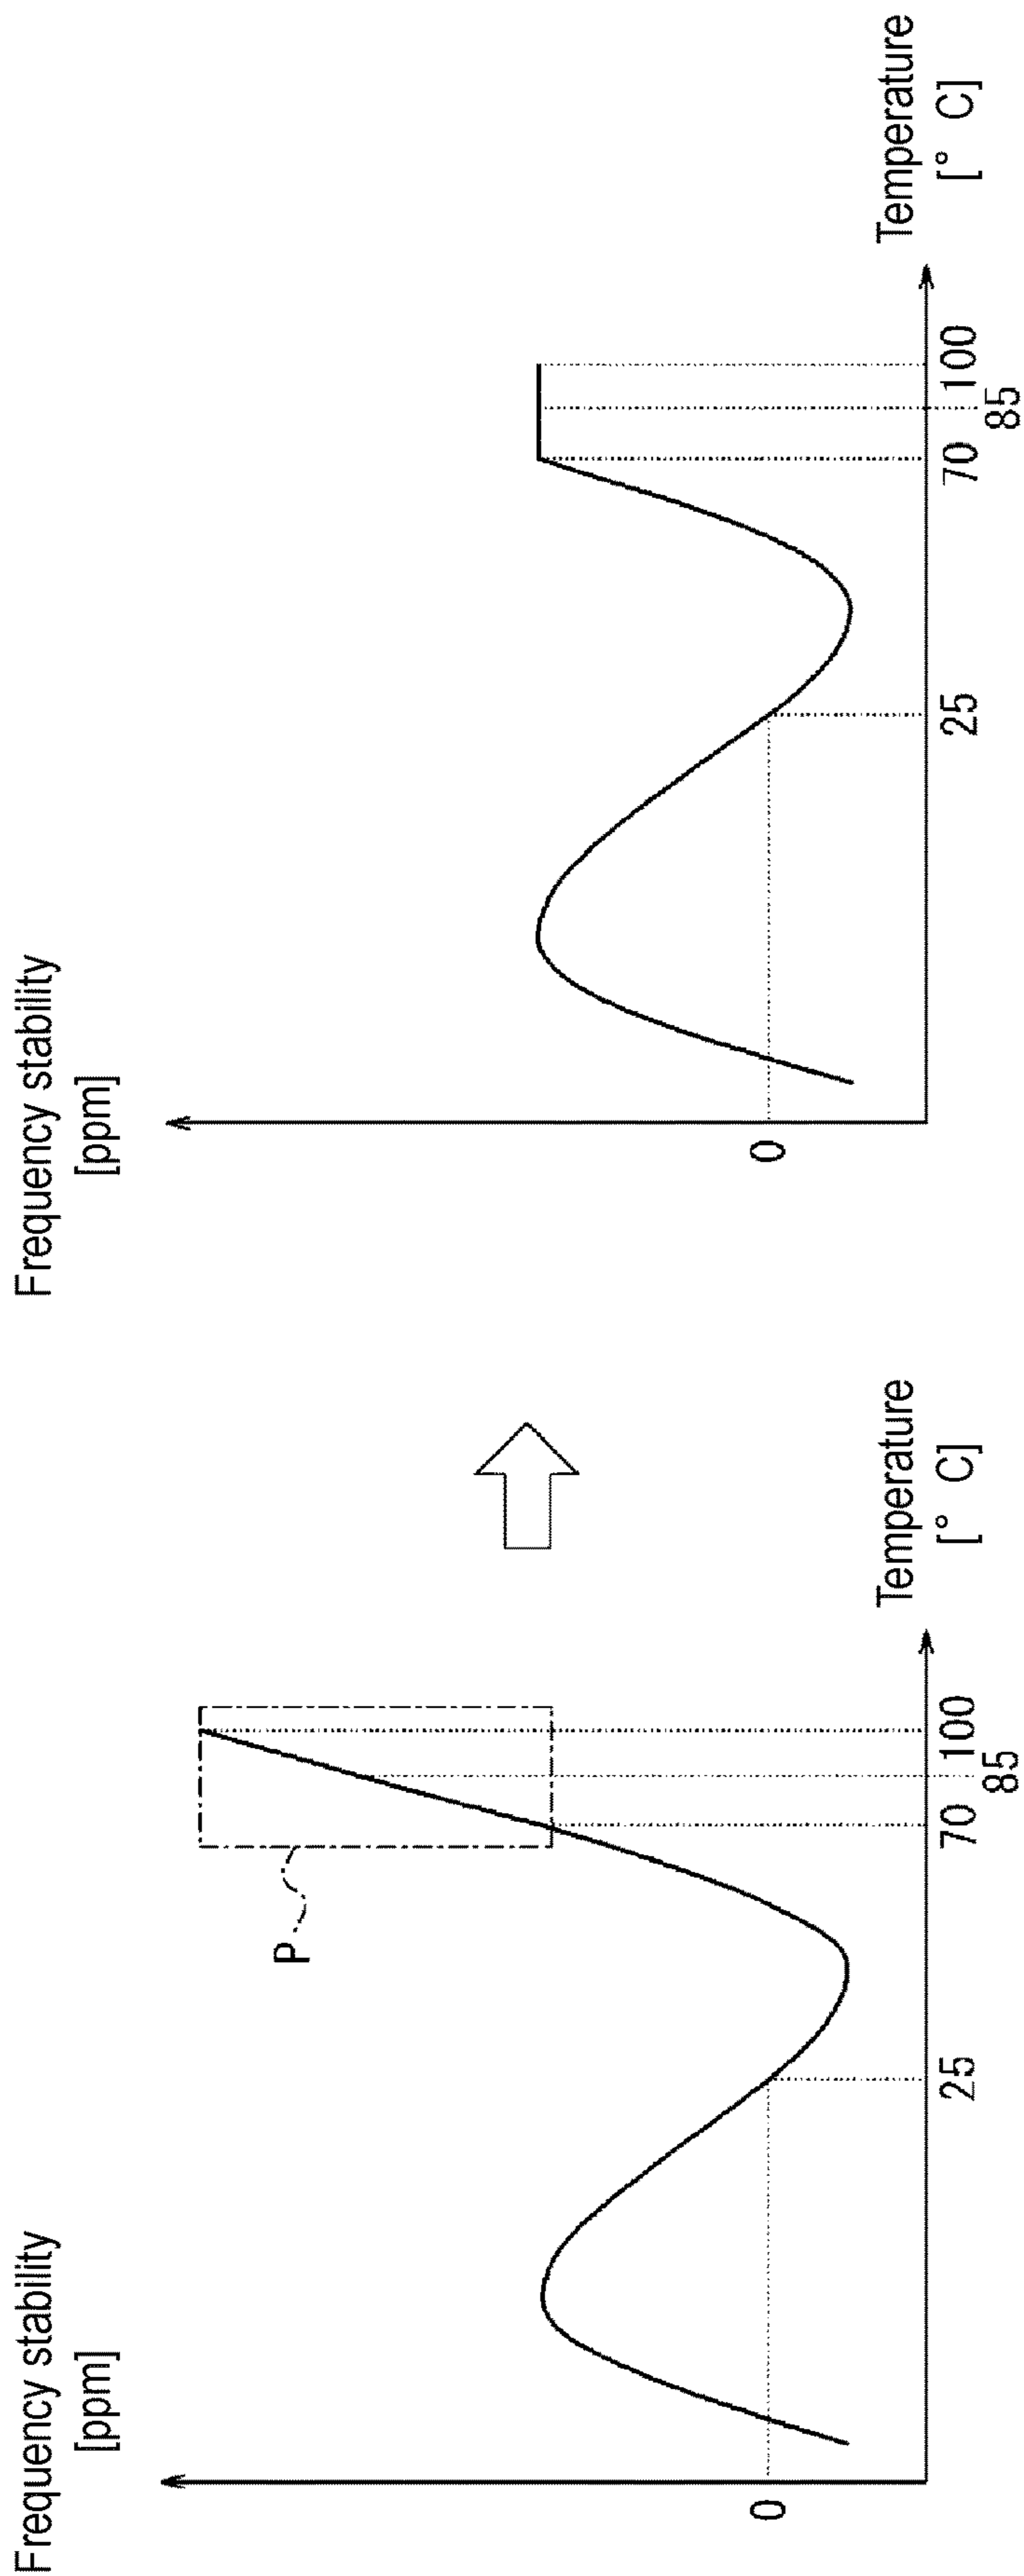 Frequency stability
[ppm]
P
0
25
70
85
100
Temperature
[° C]
Frequency stability
[ppm]
0
25
70
85
100
Temperature
[° C]